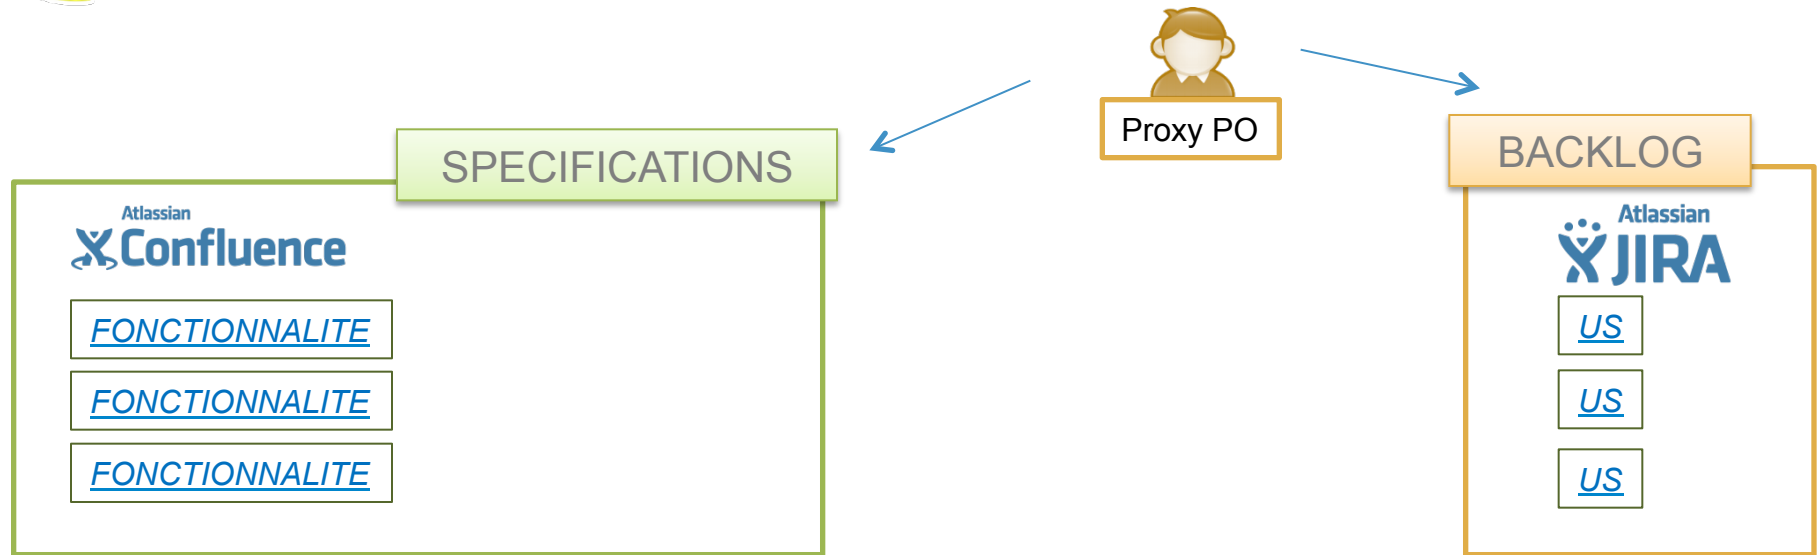 Proxy PO
SPECIFICATIONS
Atlassian
Confluence
FONCTIONNALITE
FONCTIONNALITE
FONCTIONNALITE
BACKLOG
Atlassian
JIRA
US
US
US